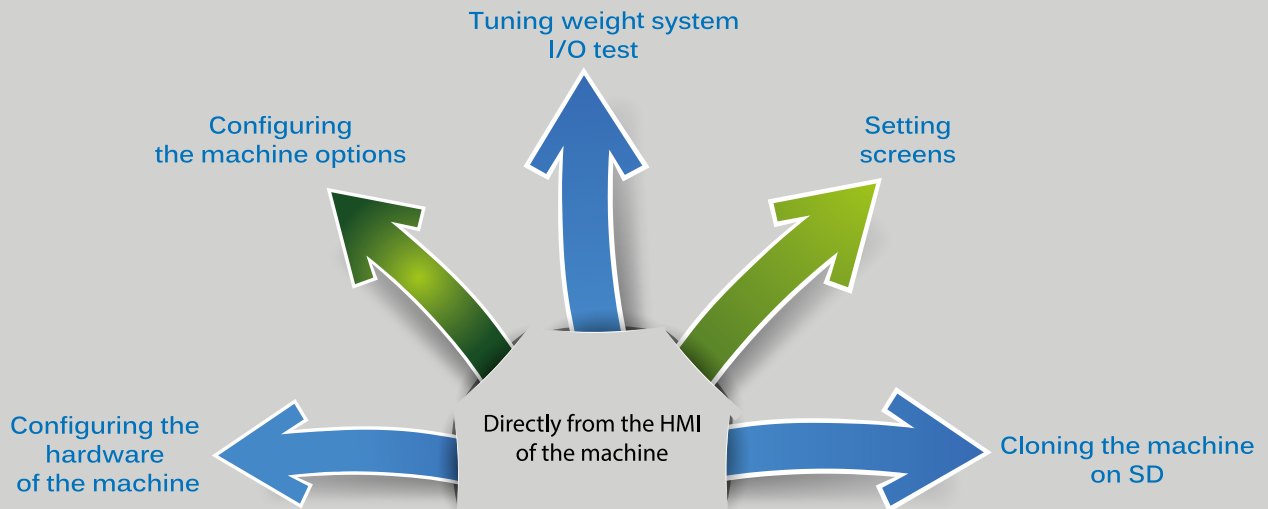 Tuning weight system
I/O test
Configuring
the machine options
Setting
screens
Configuring the
hardware
of the machine
Directly from the HMI
of the machine
Cloning the machine
on SD